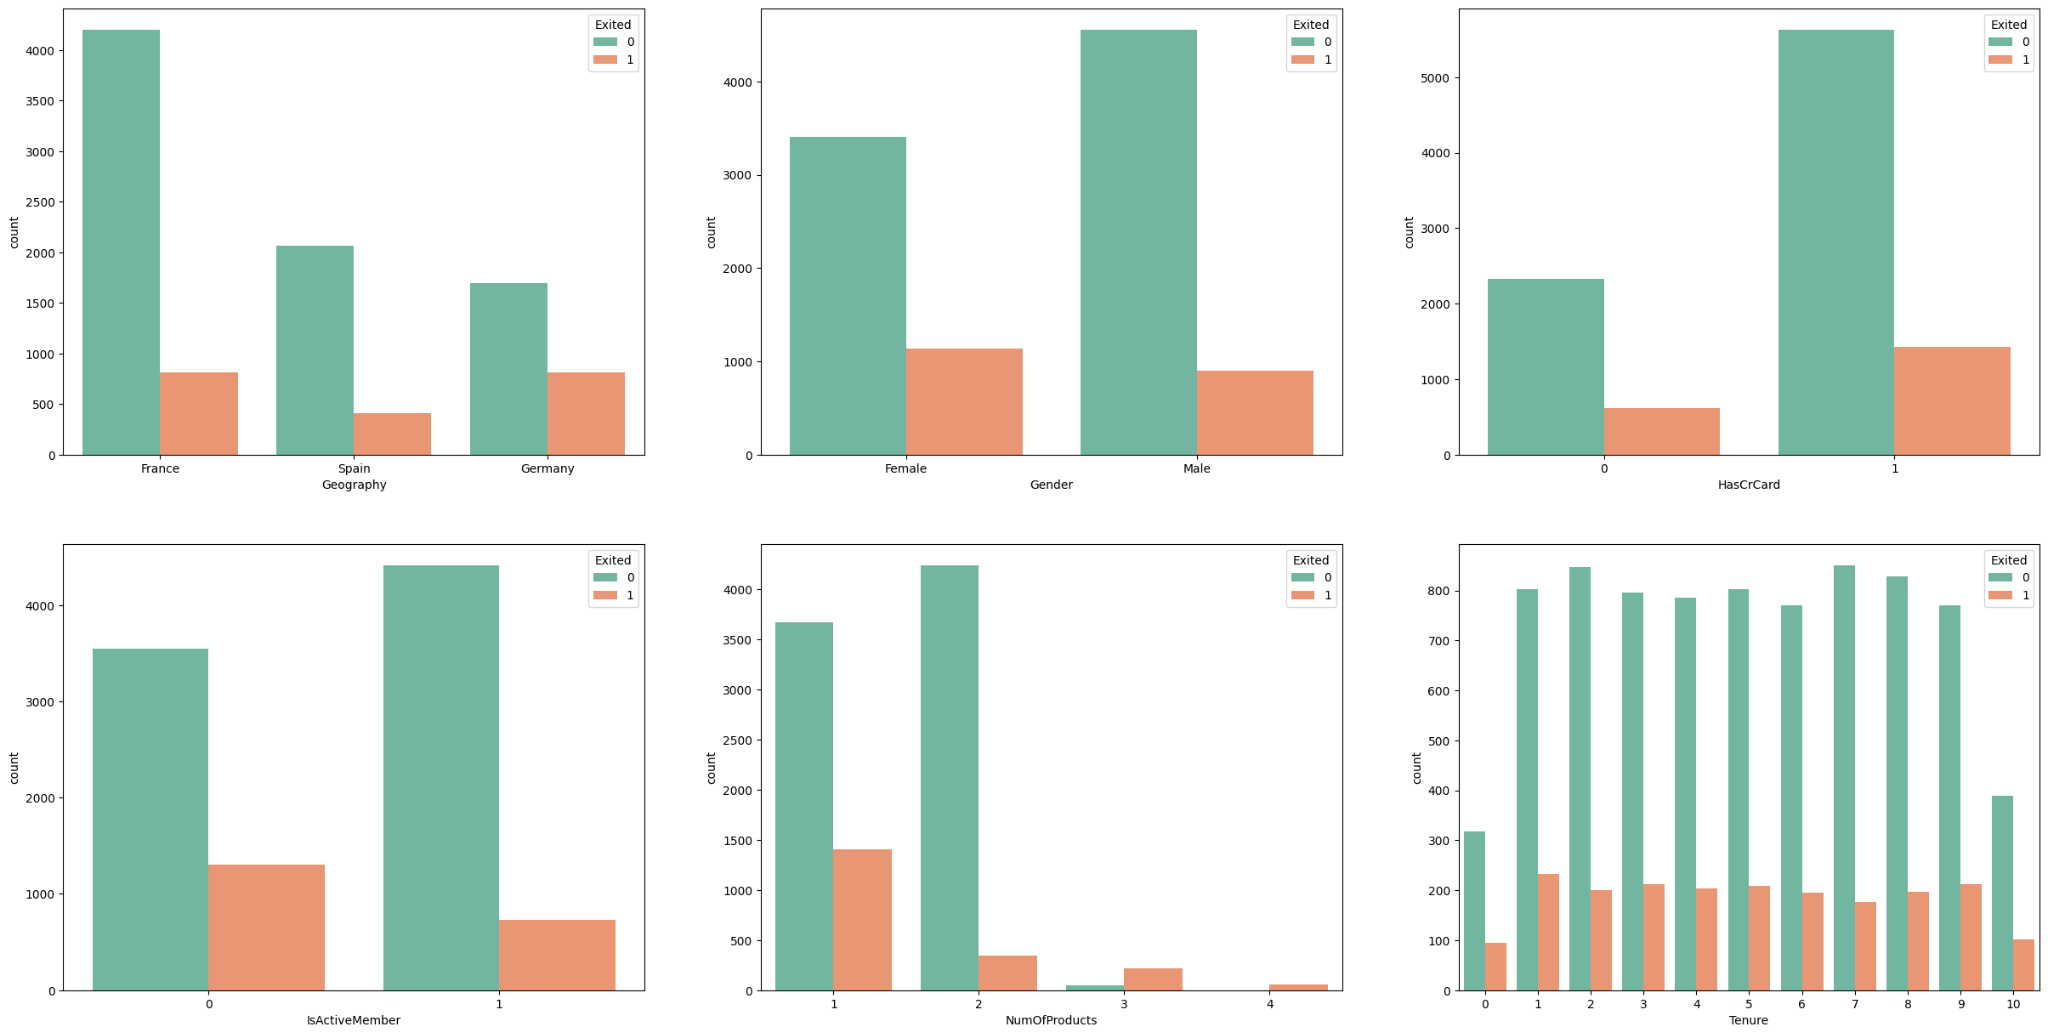 Exited
0
1
4000
3500
3000
2500
2000
1500
1000
500
0
count
France Spain Germany
Geography
Exited
0
1
4000
3000
2000
1000
0
count
Female Male
Gender
Exited
0
1
5000
4000
3000
2000
1000
0
count
0 1
HasCrCard
Exited
0
1
4000
3000
2000
1000
0
count
0 1
IsActiveMember
Exited
0
1
4000
3500
3000
2500
2000
1500
1000
500
0
count
1 2 3 4
NumOfProducts
Exited
0
1
800
700
600
500
400
300
200
100
0
count
0 1 2 3 4 5 6 7 8 9 10
Tenure